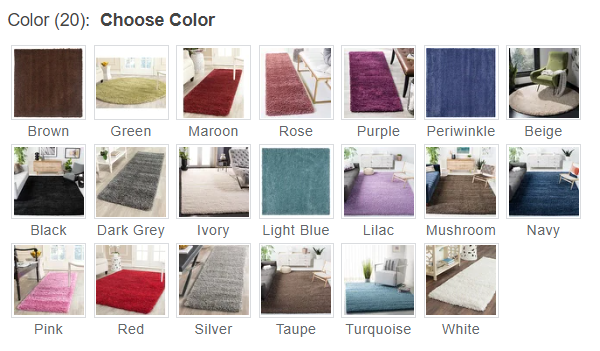 Color (20): Choose Color
Brown Green Maroon Rose Purple Periwinkle Beige
Black Dark Grey Ivory Light Blue Lilac Mushroom Navy
Pink Red Silver Taupe Turquoise White